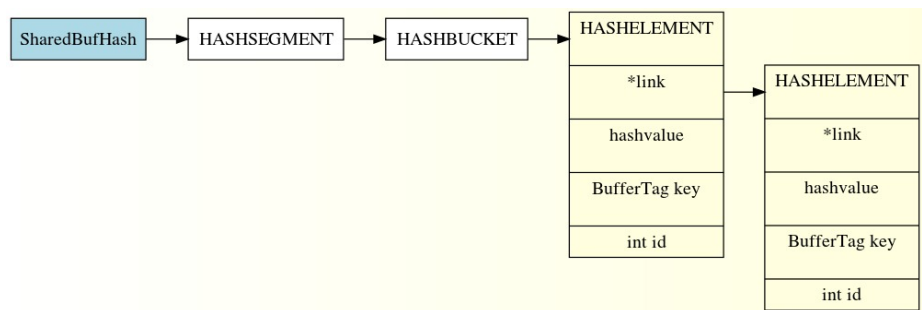 SharedBufHash
HASHSEGMENT
HASHBUCKET
HASHELEMENT
*link
hashvalue
BufferTag key
int id
HASHELEMENT
*link
hashvalue
BufferTag key
int id